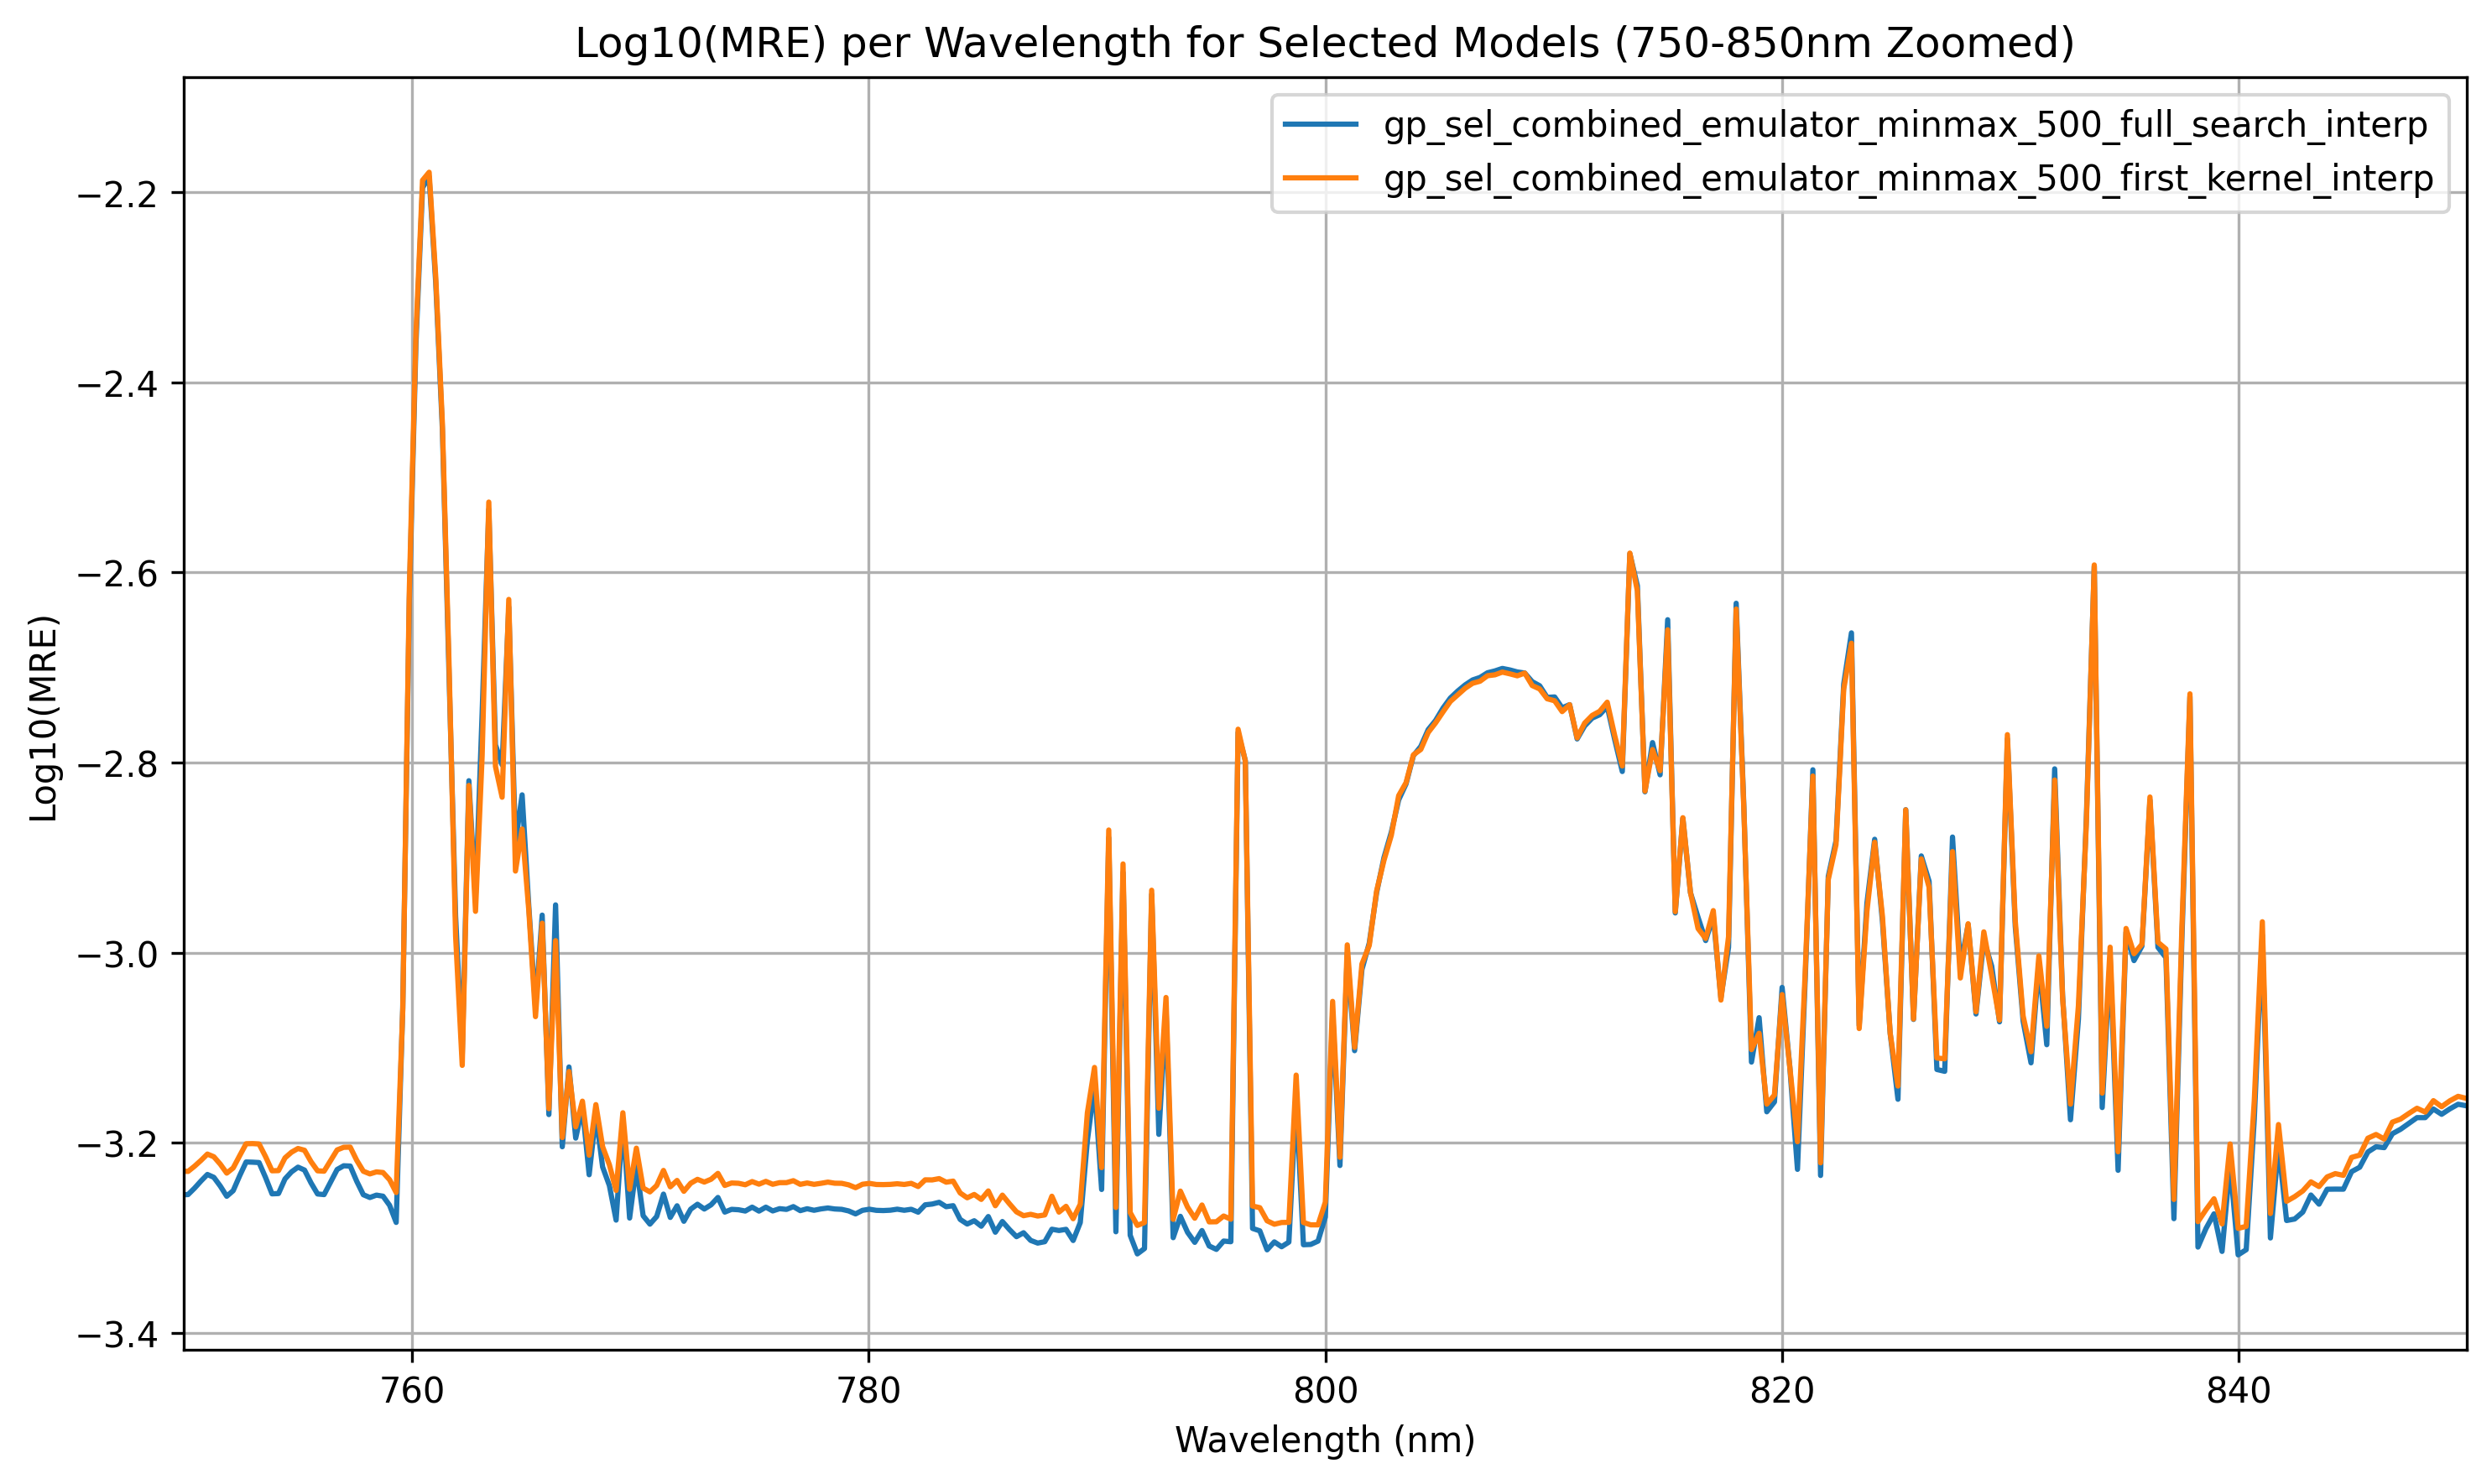 Log10(MRE) per Wavelength for Selected Models (750-850nm Zoomed)
gp_sel_combined_emulator_minmax_500_full_search_interp
gp_sel_combined_emulator_minmax_500_first_kernel_interp
Log10(MRE)
−2.2
−2.4
−2.6
−2.8
−3.0
−3.2
−3.4
760
780
800
820
840
Wavelength (nm)